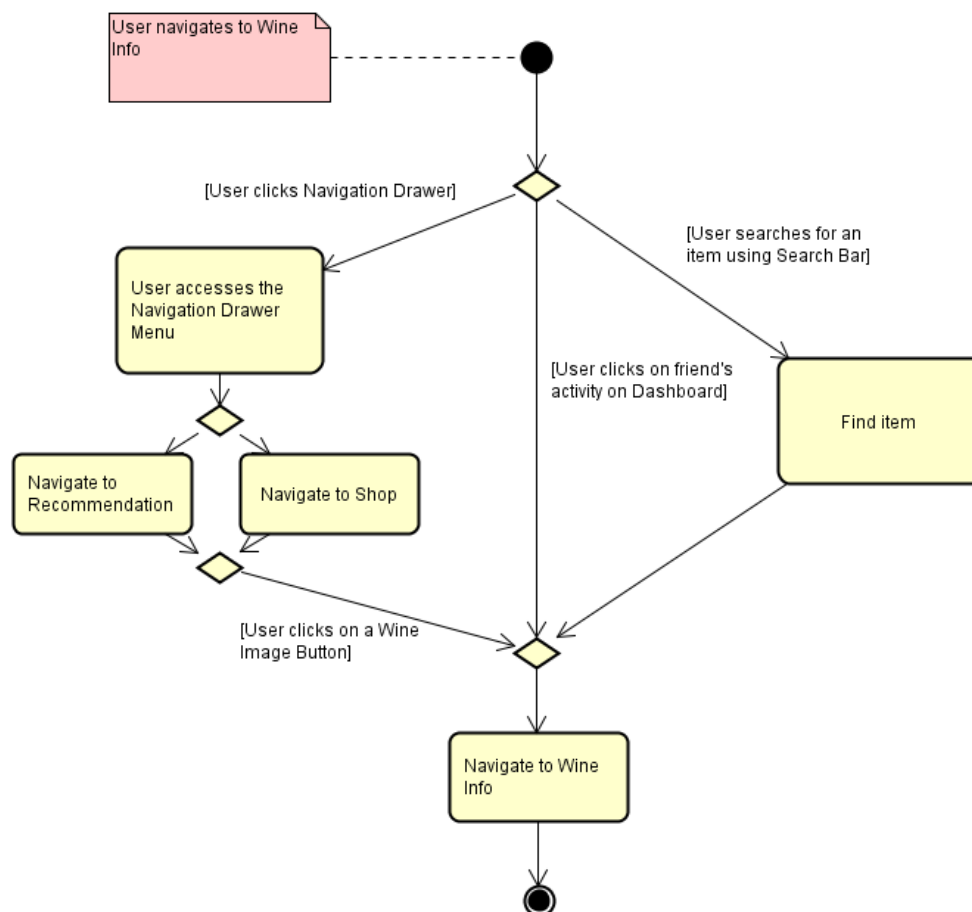 User navigates to Wine
Info
[User clicks Navigation Drawer]
[User searches for an
item using Search Bar]
User accesses the
Navigation Drawer
Menu
[User clicks on friend's
activity on Dashboard]
Find item
Navigate to
Recommendation
Navigate to Shop
[User clicks on a Wine
Image Button]
Navigate to Wine
Info